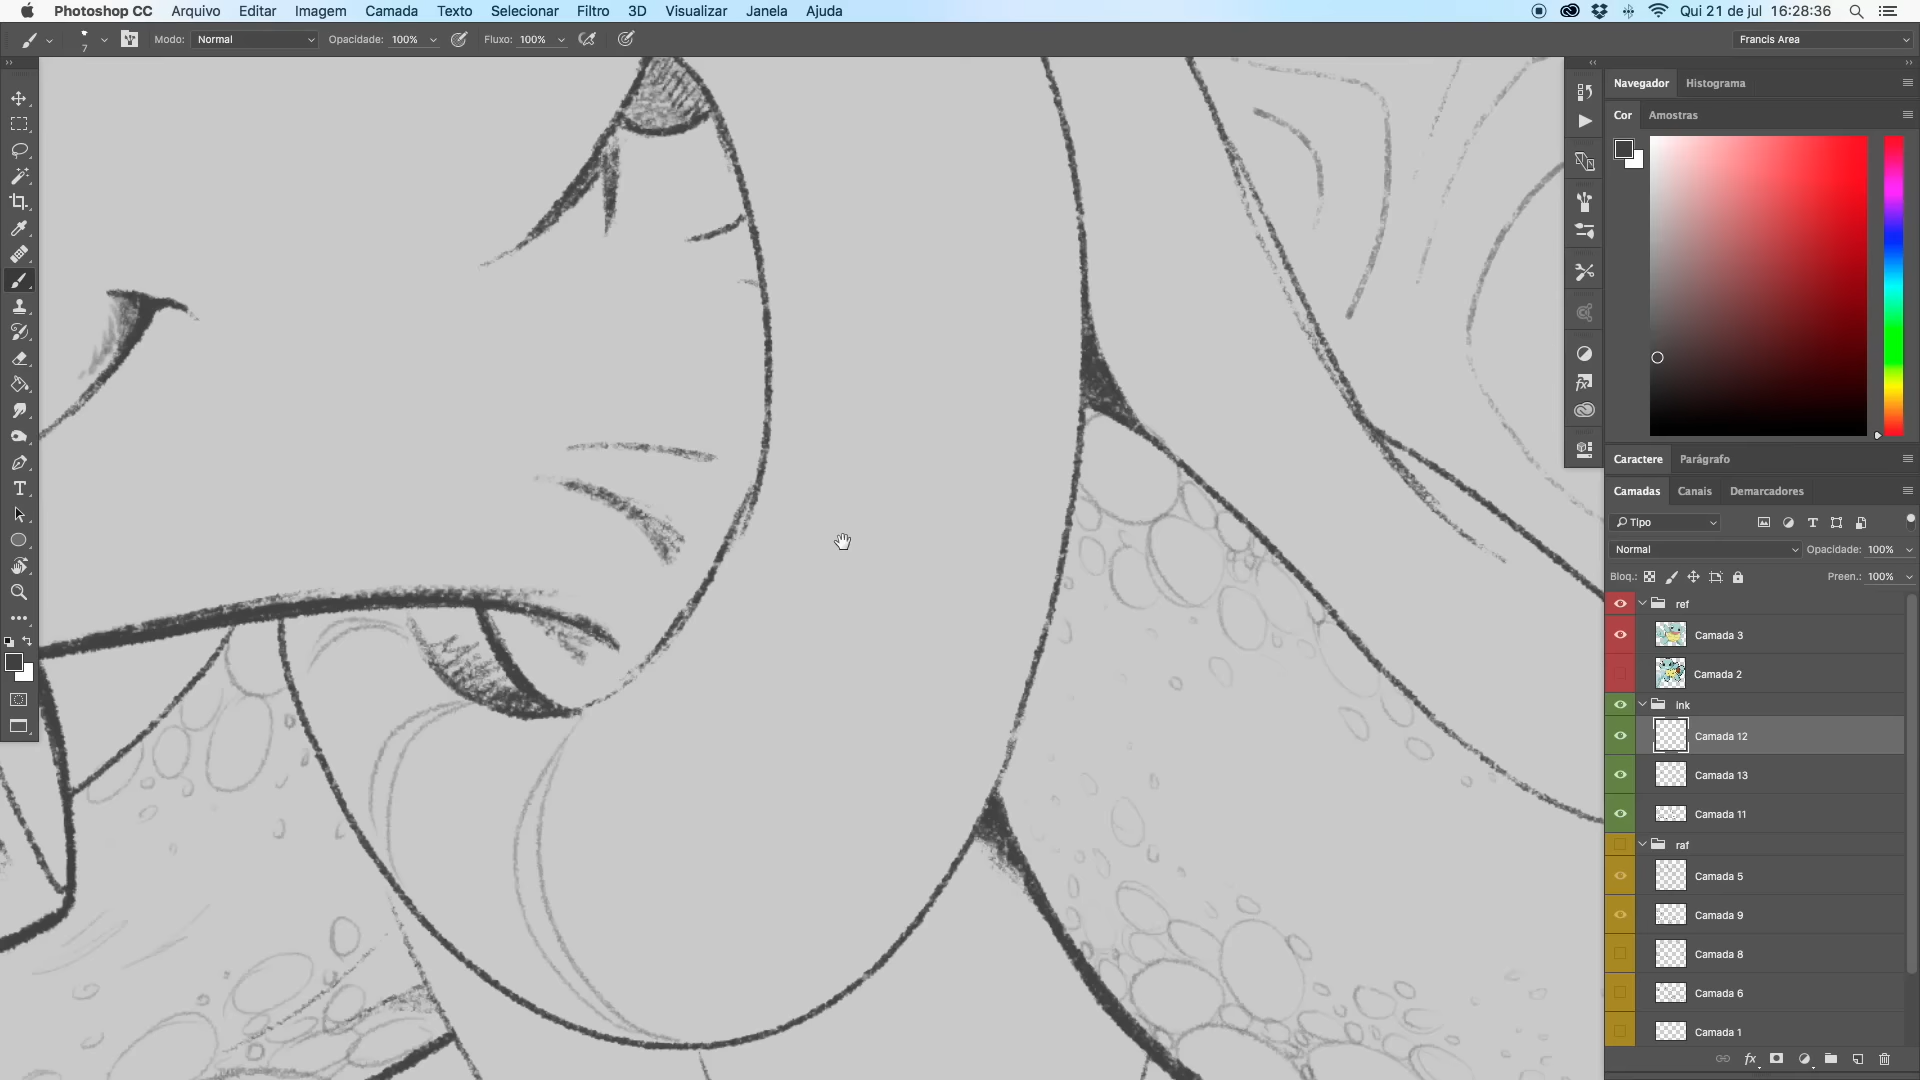 Photoshop CC Arquivo Editar Imagem Camada Texto Selecionar Filtro 3D Visualizar Janela Ajuda Qui 21 de jul 16:28:36
7 Modo: Normal Opacidade: 100% Fluxo: 100% Francis Area
Navegador Histograma
Cor Amostras
Caractere Parágrafo
Camadas Canais Demarcadores
Tipo
Normal Opacidade: 100%
Bloq.: Preen.: 100%
ref
Camada 3
Camada 2
ink
Camada 12
Camada 13
Camada 11
raf
Camada 5
Camada 9
Camada 8
Camada 6
Camada 1
fx